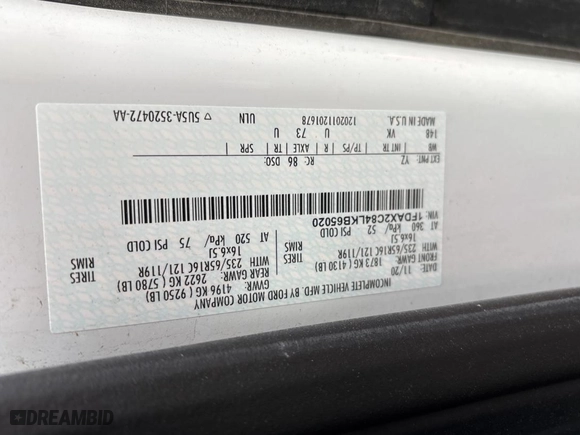 INCOMPLETE VEHICLE MFD. BY FORD MOTOR COMPANY
DATE: 11/20 GVWR: 4196 KG ( 9250 LB)
FRONT GAWR: 1873 KG ( 4130 LB) REAR GAWR: 2622 KG ( 5780 LB)
WITH 235/65R16C 121/119R TIRES WITH 235/65R16C 121/119R TIRES
16x6.5J RIMS 16x6.5J RIMS
AT 360 kPa/ 52 PSI COLD AT 520 kPa/ 75 PSI COLD
VIN: 1FDAX2C84LKB65020
EXT PNT: YZ RC: 86 DSO:
WB INT TR TP/PS R AXLE TR SPR
148 VK U 73 U
MADE IN U.S.A. 1202011201678 ULN ▽ 5U5A-3520472-AA
DREAMBID